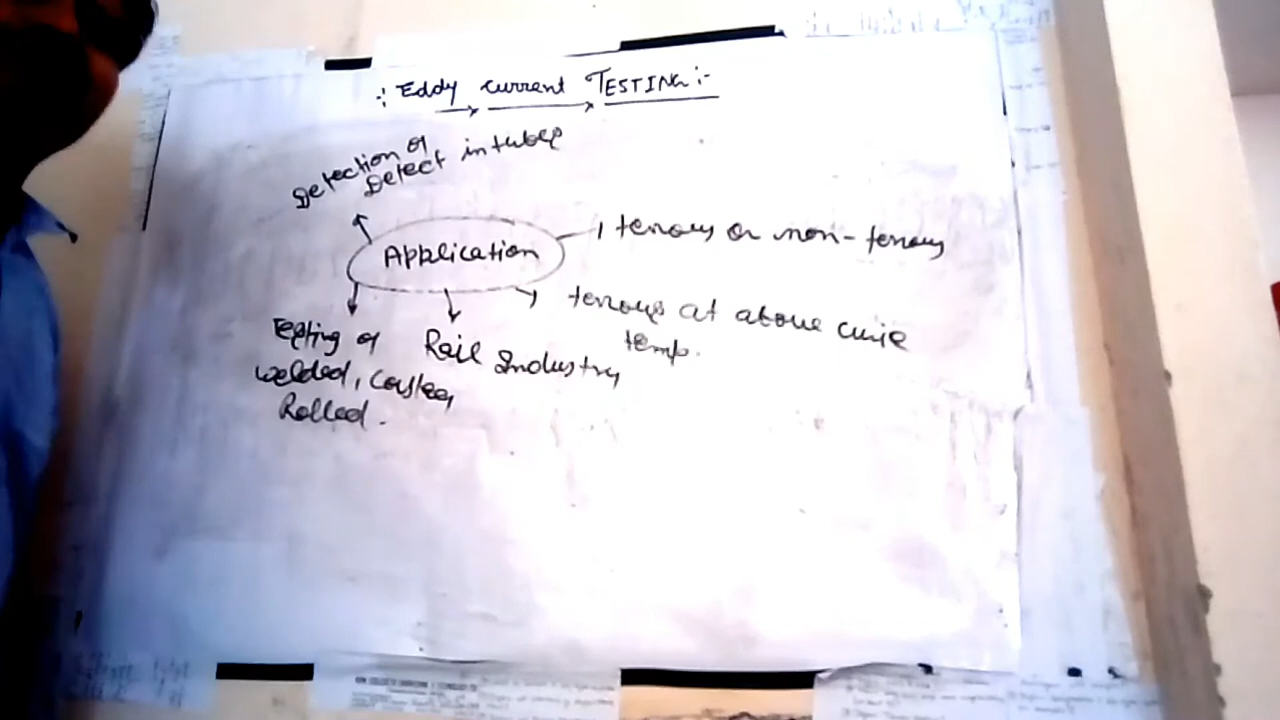 :- Eddy current TESTING :-
Detection of
Defect in tubes
Application
ferrous or non-ferrous
ferrous at above curie
temp.
Testing of
welded, Casted,
Rolled.
Rail Industry